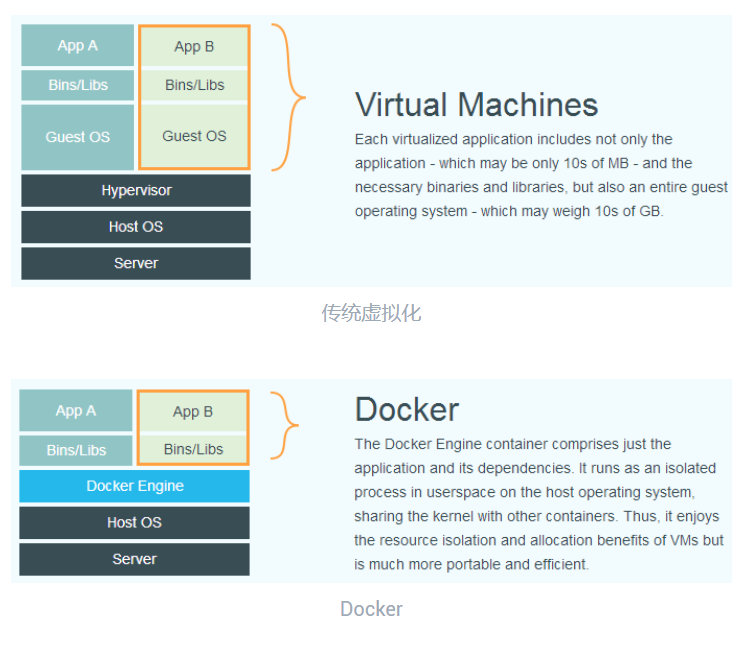 App A
App B
Bins/Libs
Bins/Libs
Guest OS
Guest OS
Hypervisor
Host OS
Server
Virtual Machines
Each virtualized application includes not only the
application - which may be only 10s of MB - and the
necessary binaries and libraries, but also an entire guest
operating system - which may weigh 10s of GB.
传统虚拟化
App A
App B
Bins/Libs
Bins/Libs
Docker Engine
Host OS
Server
Docker
The Docker Engine container comprises just the
application and its dependencies. It runs as an isolated
process in userspace on the host operating system,
sharing the kernel with other containers. Thus, it enjoys
the resource isolation and allocation benefits of VMs but
is much more portable and efficient.
Docker